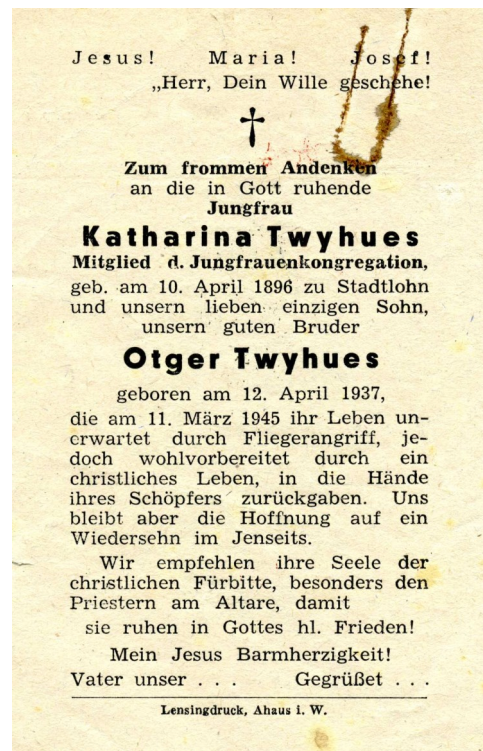 Jesus! Maria! Josef!
„Herr, Dein Wille geschehe!
Zum frommen Andenken
an die in Gott ruhende
Jungfrau
Katharina Twyhues
Mitglied d. Jungfrauenkongregation,
geb. am 10. April 1896 zu Stadtlohn
und unsern lieben einzigen Sohn,
unsern guten Bruder
Otger Twyhues
geboren am 12. April 1937,
die am 11. März 1945 ihr Leben un-
erwartet durch Fliegerangriff, je-
doch wohlvorbereitet durch ein
christliches Leben, in die Hände
ihres Schöpfers zurückgaben. Uns
bleibt aber die Hoffnung auf ein
Wiedersehn im Jenseits.
Wir empfehlen ihre Seele der
christlichen Fürbitte, besonders den
Priestern am Altare, damit
sie ruhen in Gottes hl. Frieden!
Mein Jesus Barmherzigkeit!
Vater unser . . . Gegrüßet . . .
Lensingdruck, Ahaus i. W.